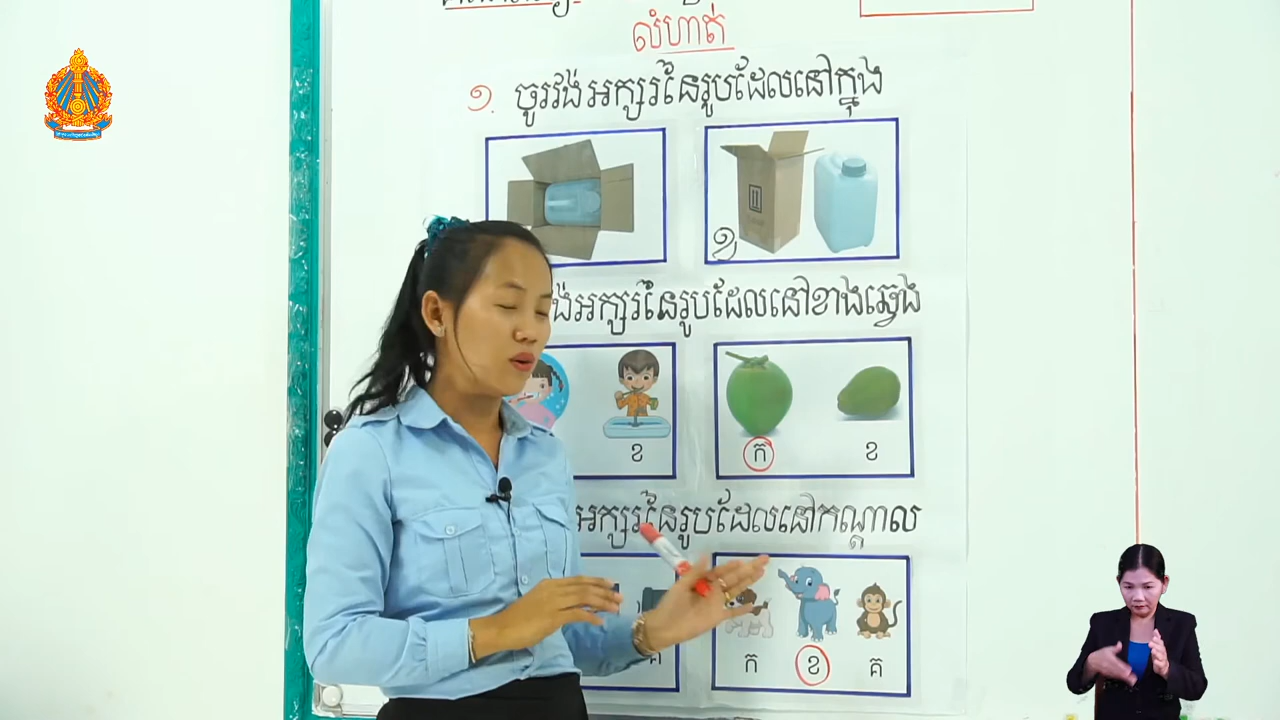 លំហាត់
១. ចូរវង់អក្សរនៃរូបដែលនៅក្នុង
ខ
ង់អក្សរនៃរូបដែលនៅខាងឆ្វេង
ខ
ក ខ
អក្សរនៃរូបដែលនៅកណ្តាល
គ
ក ខ គ